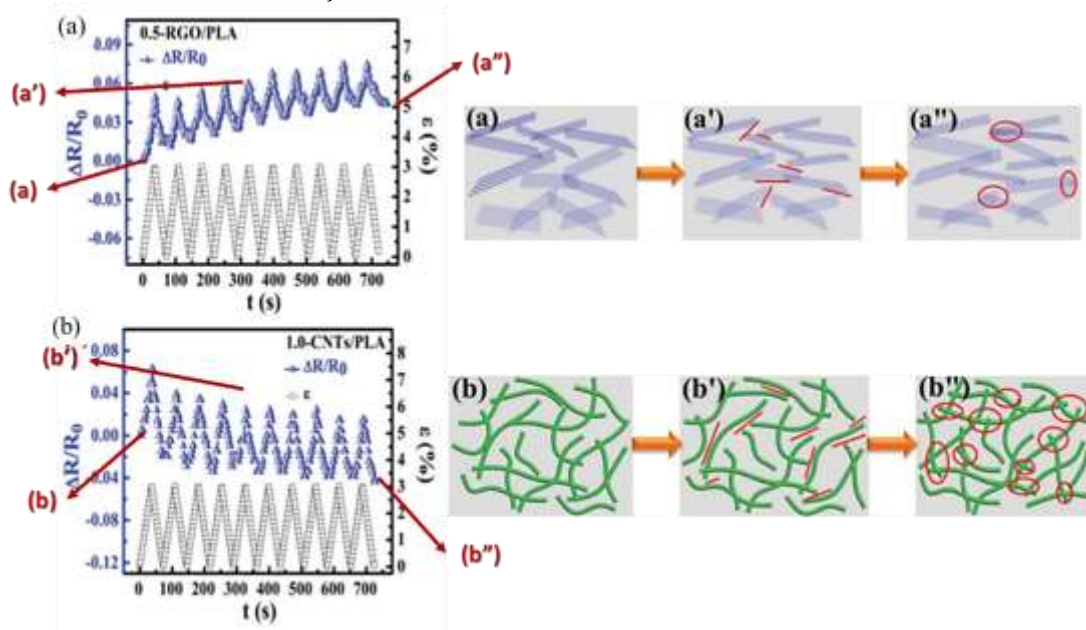 (a)
0.5-RGO/PLA
ΔR/R0
ε
0.09
0.06
0.03
0.00
-0.03
-0.06
ΔR/R0
7
6
5
4
3
2
1
0
ε (%)
0 100 200 300 400 500 600 700
t (s)
(a')
(a)
(a")
(a)
(a')
(a")
(b)
1.0-CNTs/PLA
ΔR/R0
ε
0.08
0.04
0.00
-0.04
-0.08
-0.12
ΔR/R0
8
7
6
5
4
3
2
1
0
ε (%)
0 100 200 300 400 500 600 700
t (s)
(b')
(b)
(b")
(b)
(b')
(b")